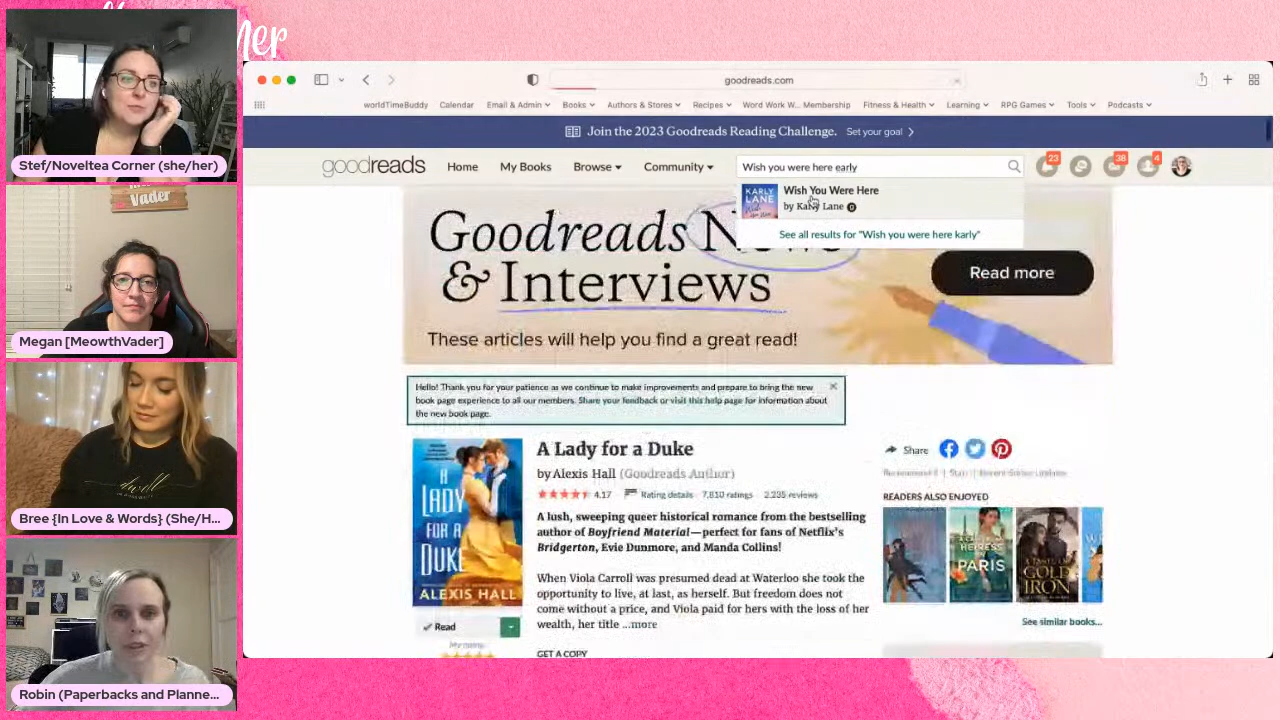 Stef/Noveltea Corner (she/her)
Vader
Megan [MeowthVader]
dwell
Bree {In Love & Words} (She/H...
Robin (Paperbacks and Planne...
goodreads.com
worldTimeBuddy Calendar Email & Admin Books Authors & Stores Recipes Word Work W... Membership Fitness & Health Learning RPG Games Tools Podcasts
Join the 2023 Goodreads Reading Challenge. Set your goal
goodreads Home My Books Browse Community Wish you were here early 23 38 4
KARLY LANE
Wish You Were Here
by Karly Lane
See all results for "Wish you were here karly"
Goodreads
& Interviews
These articles will help you find a great read!
Read more
Hello! Thank you for your patience as we continue to make improvements and prepare to bring the new
book page experience to all our members. Share your feedback or visit this help page for information about
the new book page.
A LADY FOR A DUKE
ALEXIS HALL
A Lady for a Duke
by Alexis Hall (Goodreads Author)
4.17 Rating details · 7,810 ratings · 2,235 reviews
A lush, sweeping queer historical romance from the bestselling
author of Boyfriend Material—perfect for fans of Netflix's
Bridgerton, Evie Dunmore, and Manda Collins!
When Viola Carroll was presumed dead at Waterloo she took the
opportunity to live, at last, as herself. But freedom does not
come without a price, and Viola paid for hers with the loss of her
wealth, her title ...more
Read
GET A COPY
Share
READERS ALSO ENJOYED
HEIRESS
PARIS
GOLD
IRON
See similar books...